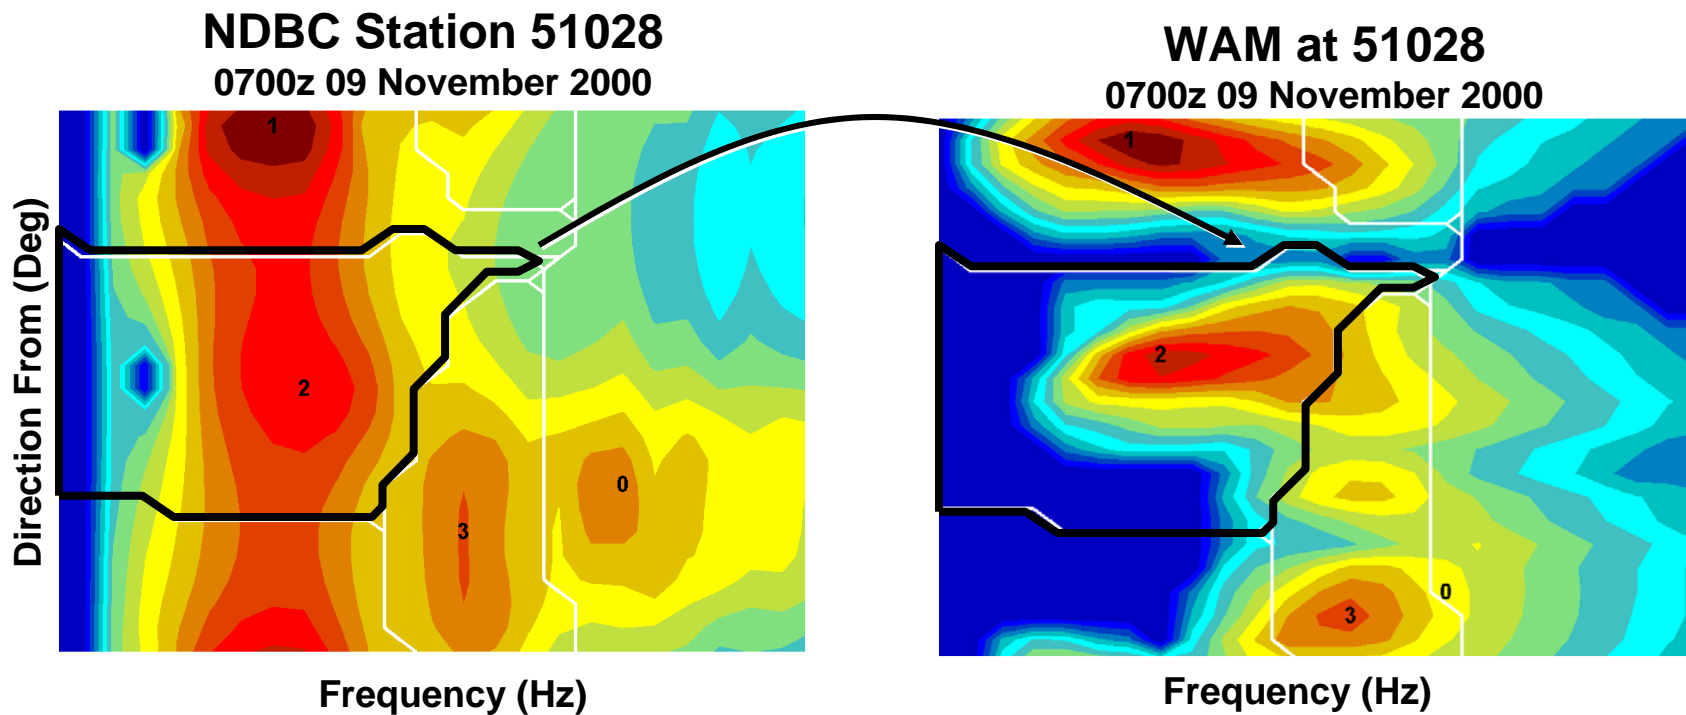 NDBC Station 51028
0700z 09 November 2000
WAM at 51028
0700z 09 November 2000
Direction From (Deg)
1
2
3
0
1
2
3
0
Frequency (Hz)
Frequency (Hz)